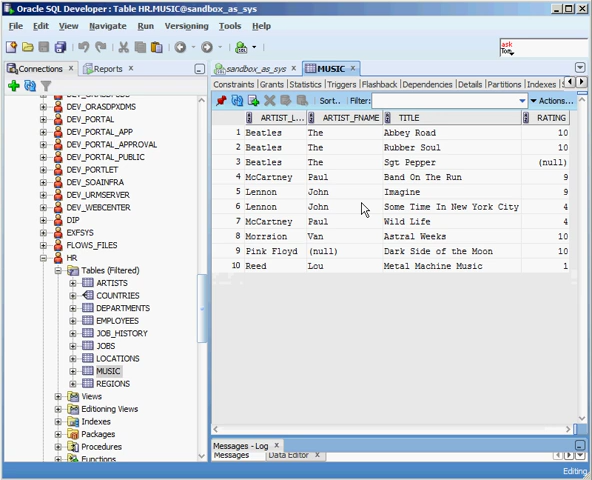 Oracle SQL Developer : Table HR.MUSIC@sandbox_as_sys
File Edit View Navigate Run Versioning Tools Help
ask
Tom
Connections Reports
DEV_ORASDPXDMS
DEV_PORTAL
DEV_PORTAL_APP
DEV_PORTAL_APPROVAL
DEV_PORTAL_PUBLIC
DEV_PORTLET
DEV_SOAINFRA
DEV_URMSERVER
DEV_WEBCENTER
DIP
EXFSYS
FLOWS_FILES
HR
Tables (Filtered)
ARTISTS
COUNTRIES
DEPARTMENTS
EMPLOYEES
JOB_HISTORY
JOBS
LOCATIONS
MUSIC
REGIONS
Views
Editioning Views
Indexes
Packages
Procedures
Functions
sandbox_as_sys MUSIC
Constraints Grants Statistics Triggers Flashback Dependencies Details Partitions Indexes
Sort.. Filter: Actions...
ARTIST_L... ARTIST_FNAME TITLE RATING
1 Beatles The Abbey Road 10
2 Beatles The Rubber Soul 10
3 Beatles The Sgt Pepper (null)
4 McCartney Paul Band On The Run 9
5 Lennon John Imagine 9
6 Lennon John Some Time In New York City 4
7 McCartney Paul Wild Life 4
8 Morrsion Van Astral Weeks 10
9 Pink Floyd (null) Dark Side of the Moon 10
10 Reed Lou Metal Machine Music 1
Messages - Log
Messages Data Editor
Editing